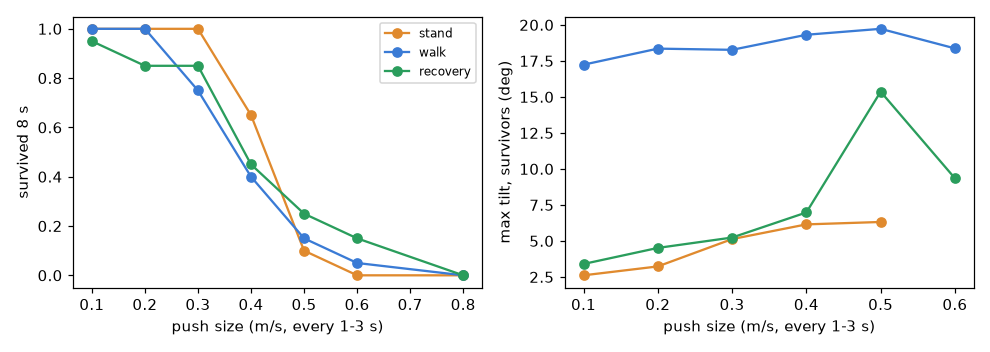 1.0
0.8
0.6
0.4
0.2
0.0
survived 8 s
0.1 0.2 0.3 0.4 0.5 0.6 0.7 0.8
push size (m/s, every 1-3 s)
stand
walk
recovery
20.0
17.5
15.0
12.5
10.0
7.5
5.0
2.5
max tilt, survivors (deg)
0.1 0.2 0.3 0.4 0.5 0.6
push size (m/s, every 1-3 s)